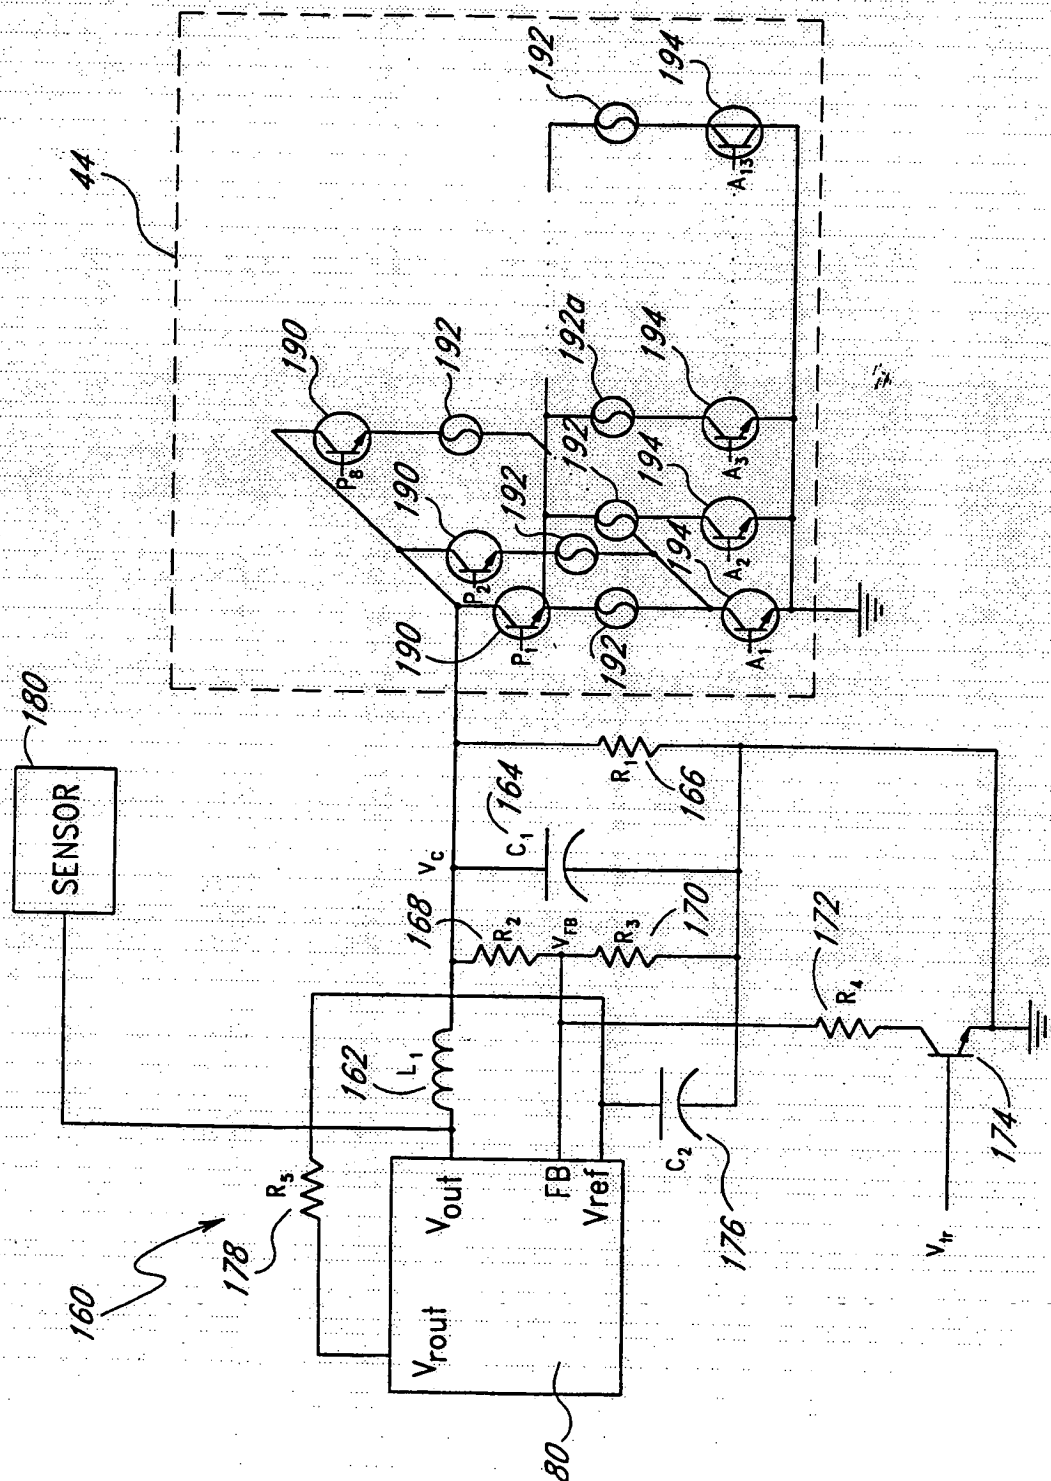 160
178
R5
180
SENSOR
44
80
Vrout
Vout
FB
Vref
162
L1
VC
168
R2
VFB
R3
170
C1
164
R1
166
C2
176
172
R4
174
Vtr
190
P1
190
P2
190
P8
192
192
192
192
192a
192
194
A1
194
A2
194
A3
194
A13